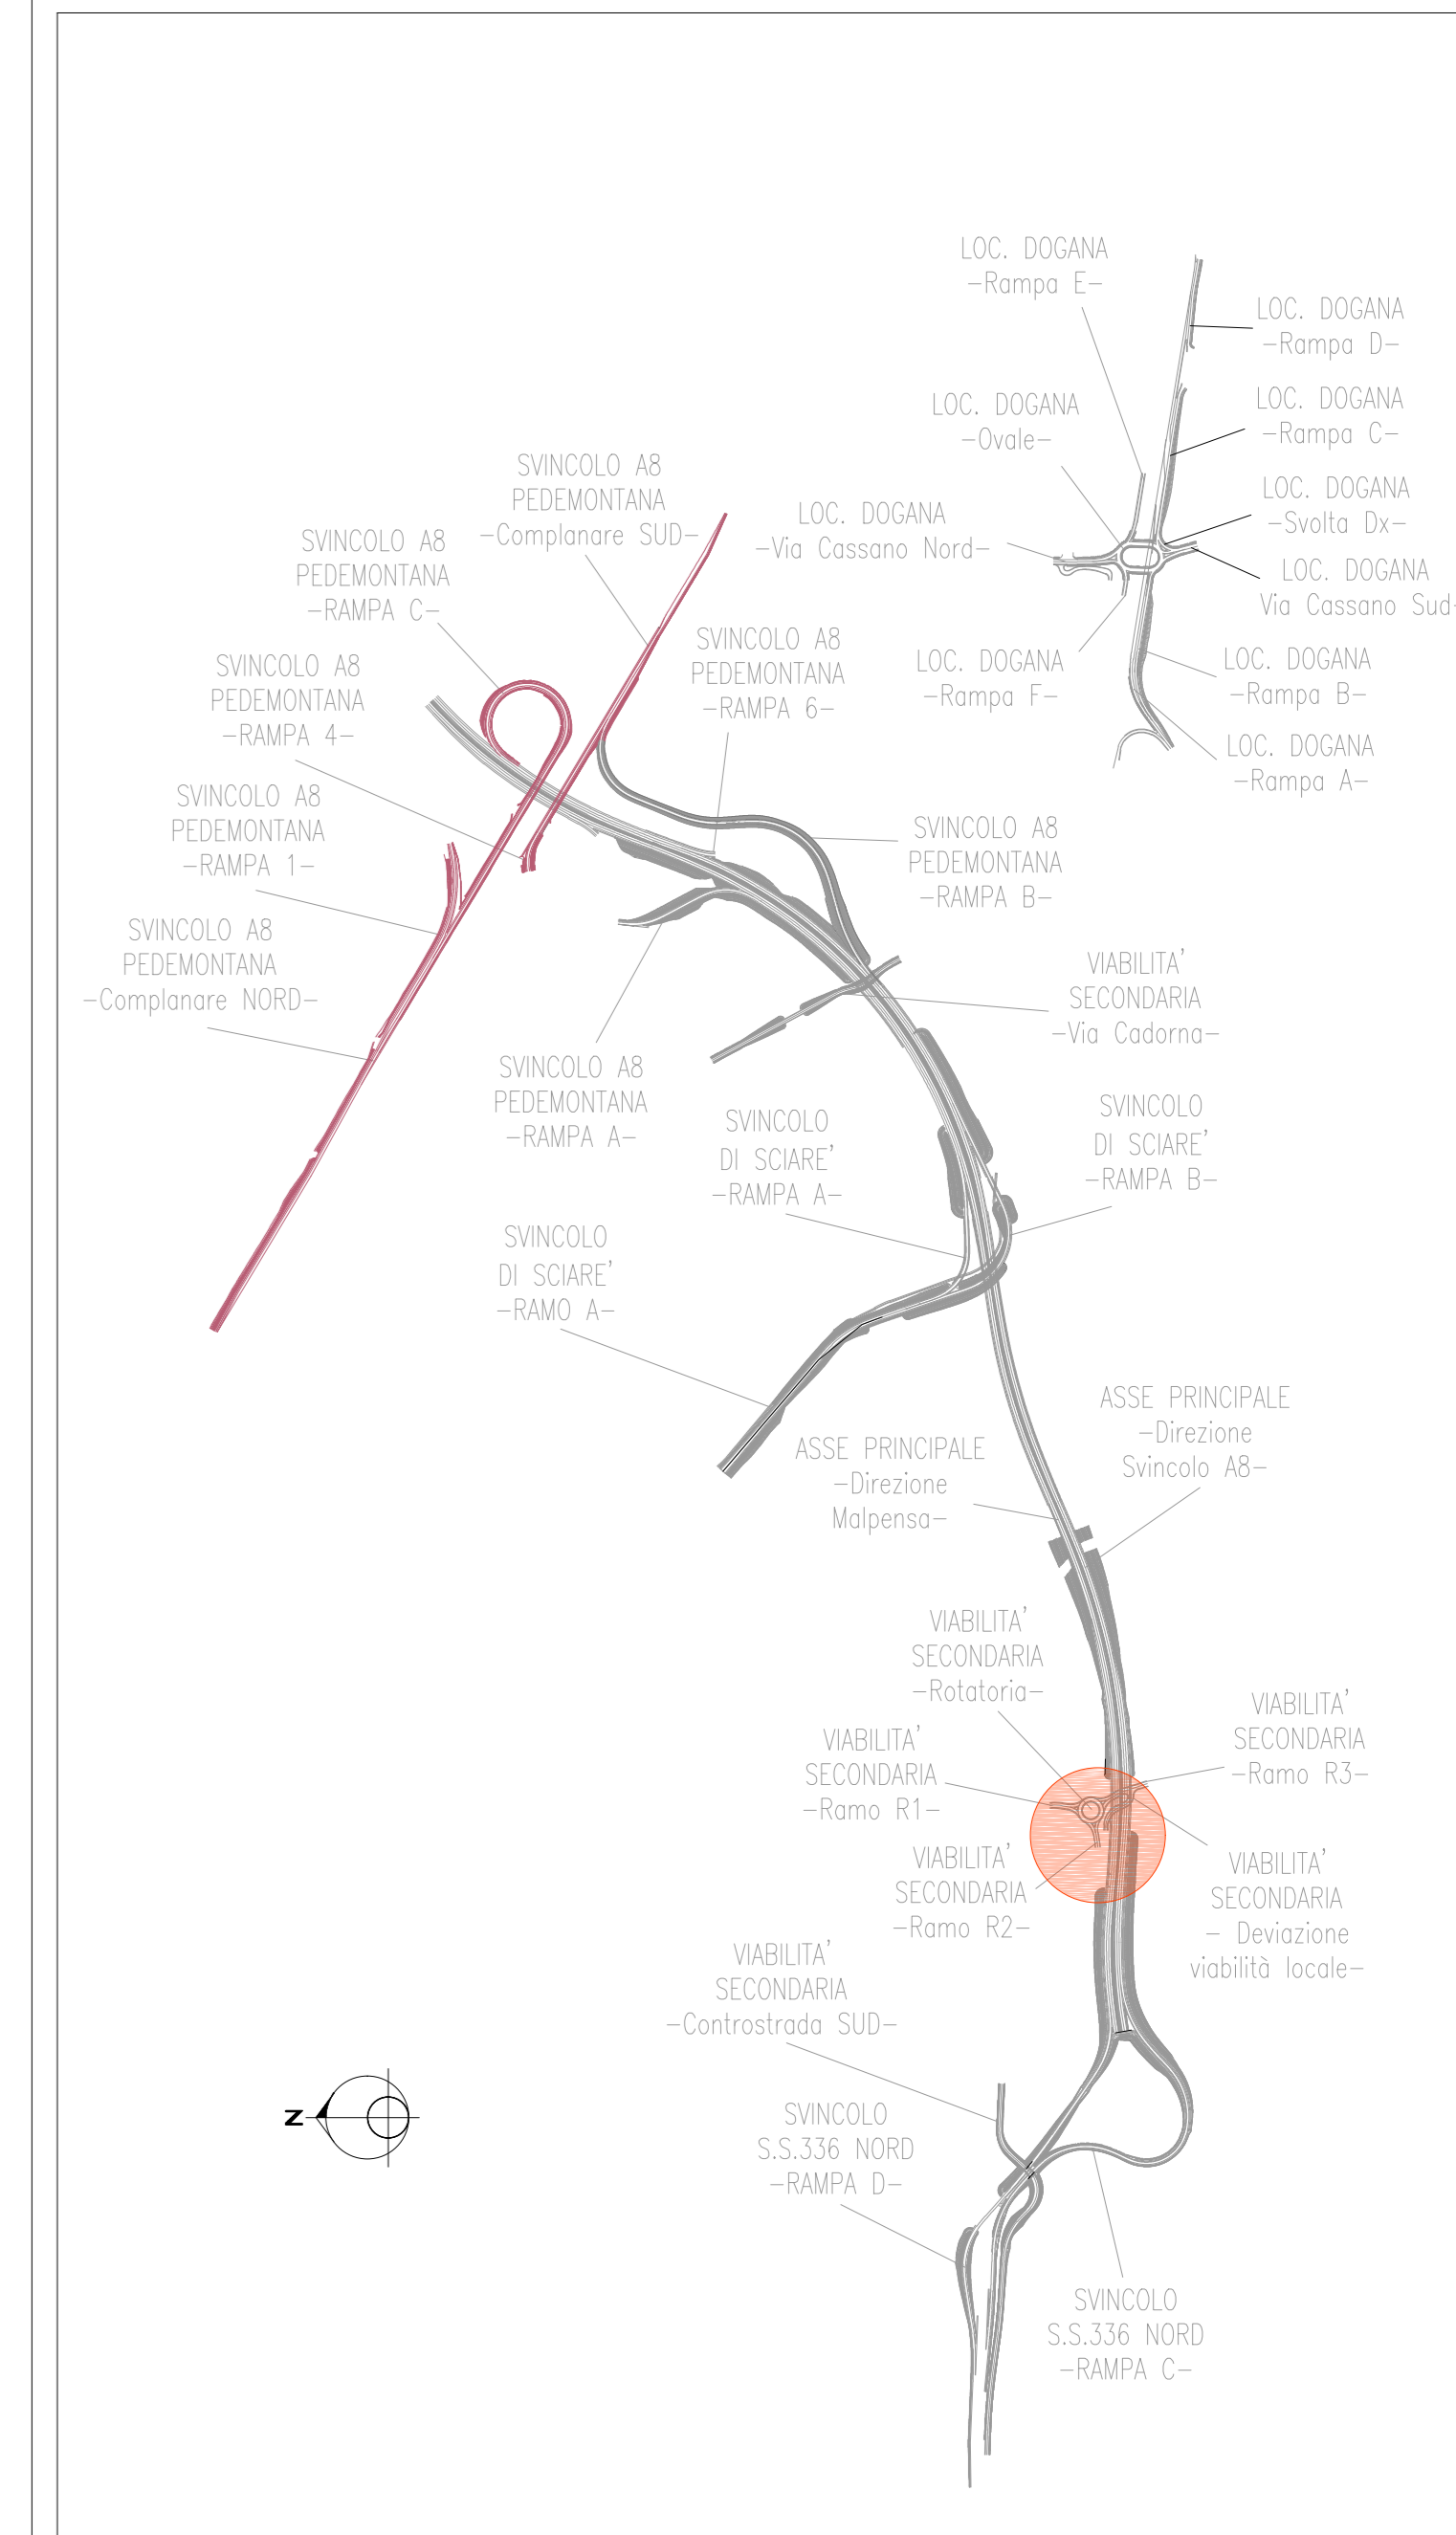 LOC. DOGANA
-Rampa E-
LOC. DOGANA
-Rampa D-
LOC. DOGANA
-Ovale-
LOC. DOGANA
-Rampa C-
SVINCOLO A8
PEDEMONTANA
-Complanare SUD-
LOC. DOGANA
-Svolta Dx-
LOC. DOGANA
-Via Cassano Nord-
SVINCOLO A8
PEDEMONTANA
-RAMPA C-
LOC. DOGANA
Via Cassano Sud-
SVINCOLO A8
PEDEMONTANA
-RAMPA 6-
LOC. DOGANA
-Rampa F-
LOC. DOGANA
-Rampa B-
SVINCOLO A8
PEDEMONTANA
-RAMPA 4-
LOC. DOGANA
-Rampa A-
SVINCOLO A8
PEDEMONTANA
-RAMPA 1-
SVINCOLO A8
PEDEMONTANA
-RAMPA B-
SVINCOLO A8
PEDEMONTANA
-Complanare NORD-
VIABILITA'
SECONDARIA
-Via Cadorna-
SVINCOLO A8
PEDEMONTANA
-RAMPA A-
SVINCOLO
DI SCIARE'
-RAMPA A-
SVINCOLO
DI SCIARE'
-RAMPA B-
SVINCOLO
DI SCIARE'
-RAMO A-
ASSE PRINCIPALE
-Direzione
Svincolo A8-
ASSE PRINCIPALE
-Direzione
Malpensa-
VIABILITA'
SECONDARIA
-Rotatoria-
VIABILITA'
SECONDARIA
-Ramo R3-
VIABILITA'
SECONDARIA
-Ramo R1-
VIABILITA'
SECONDARIA
-Ramo R2-
VIABILITA'
SECONDARIA
- Deviazione
viabilità locale-
VIABILITA'
SECONDARIA
-Controstrada SUD-
N
SVINCOLO
S.S.336 NORD
-RAMPA D-
SVINCOLO
S.S.336 NORD
-RAMPA C-